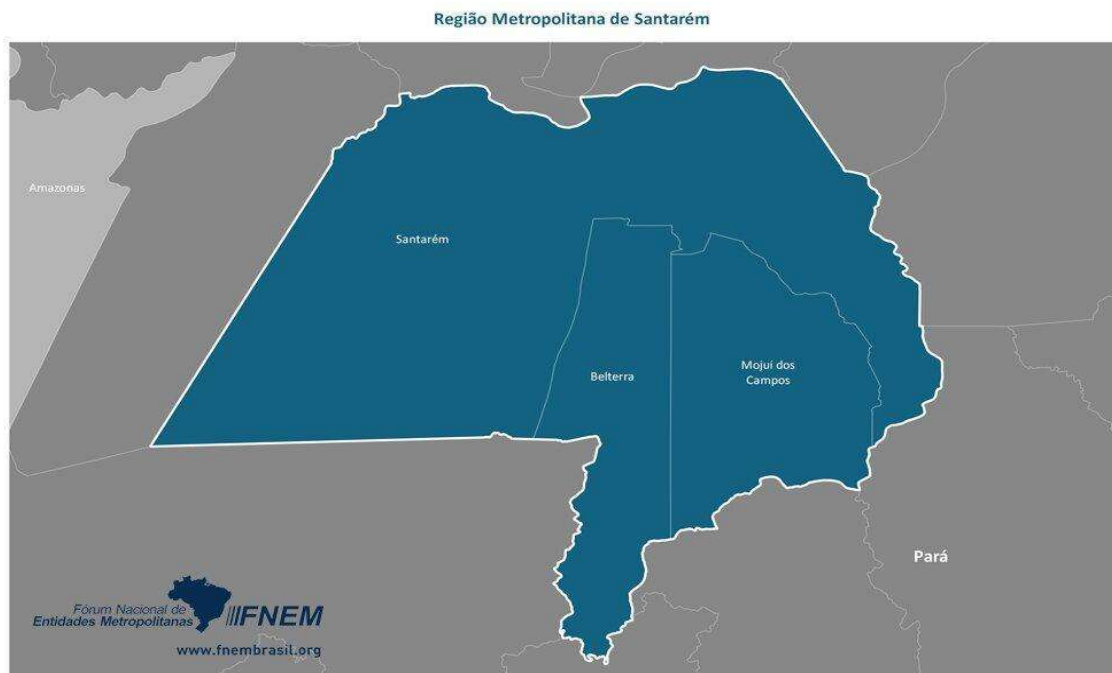 Região Metropolitana de Santarém
Amazonas
Santarém
Belterra
Mojuí dos
Campos
Pará
Fórum Nacional de
Entidades Metropolitanas
FNEM
www.fnembrasil.org